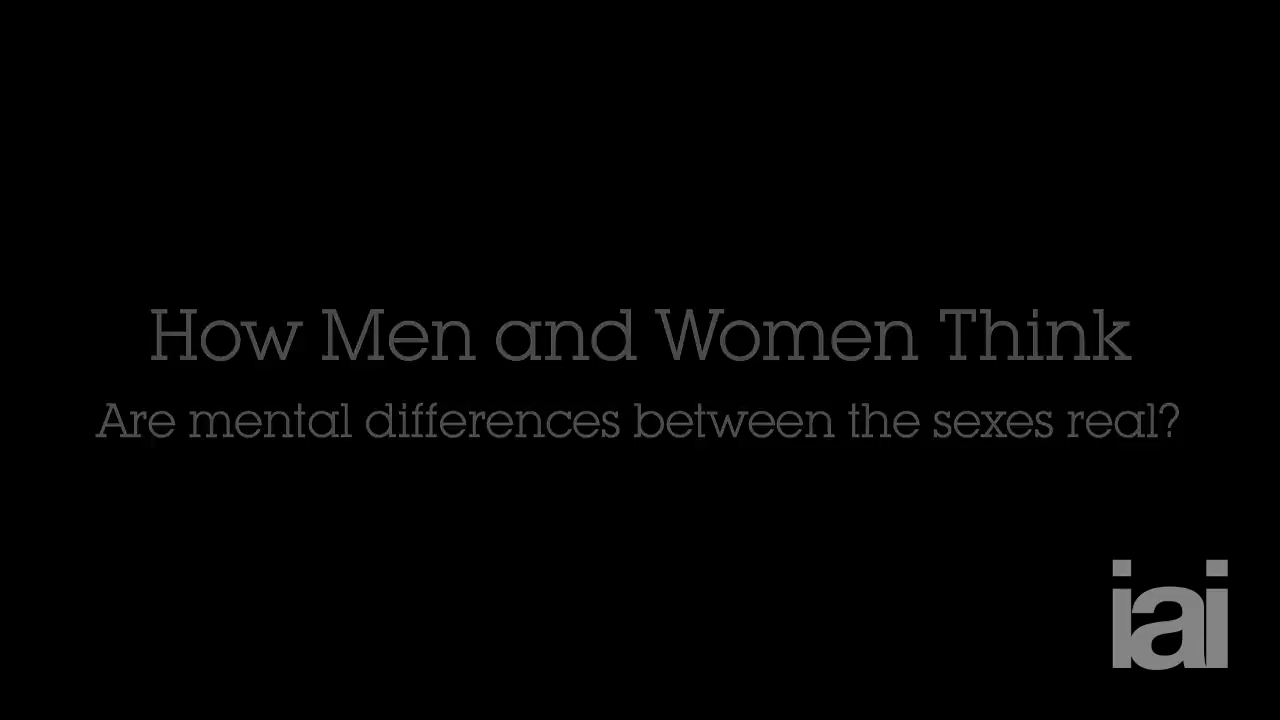 How Men and Women Think
Are mental differences between the sexes real?
iai